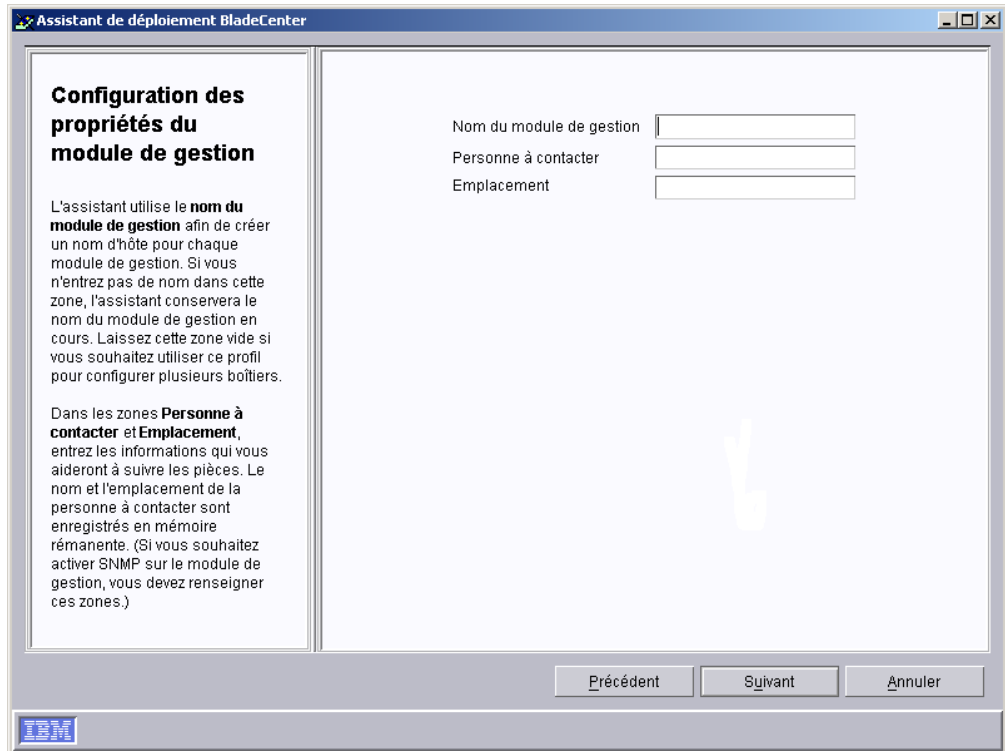 Assistant de déploiement BladeCenter
Configuration des
propriétés du
module de gestion
L'assistant utilise le nom du
module de gestion afin de créer
un nom d'hôte pour chaque
module de gestion. Si vous
n'entrez pas de nom dans cette
zone, l'assistant conservera le
nom du module de gestion en
cours. Laissez cette zone vide si
vous souhaitez utiliser ce profil
pour configurer plusieurs boîtiers.
Dans les zones Personne à
contacter et Emplacement,
entrez les informations qui vous
aideront à suivre les pièces. Le
nom et l'emplacement de la
personne à contacter sont
enregistrés en mémoire
rémanente. (Si vous souhaitez
activer SNMP sur le module de
gestion, vous devez renseigner
ces zones.)
Nom du module de gestion
Personne à contacter
Emplacement
Précédent
Suivant
Annuler
IBM